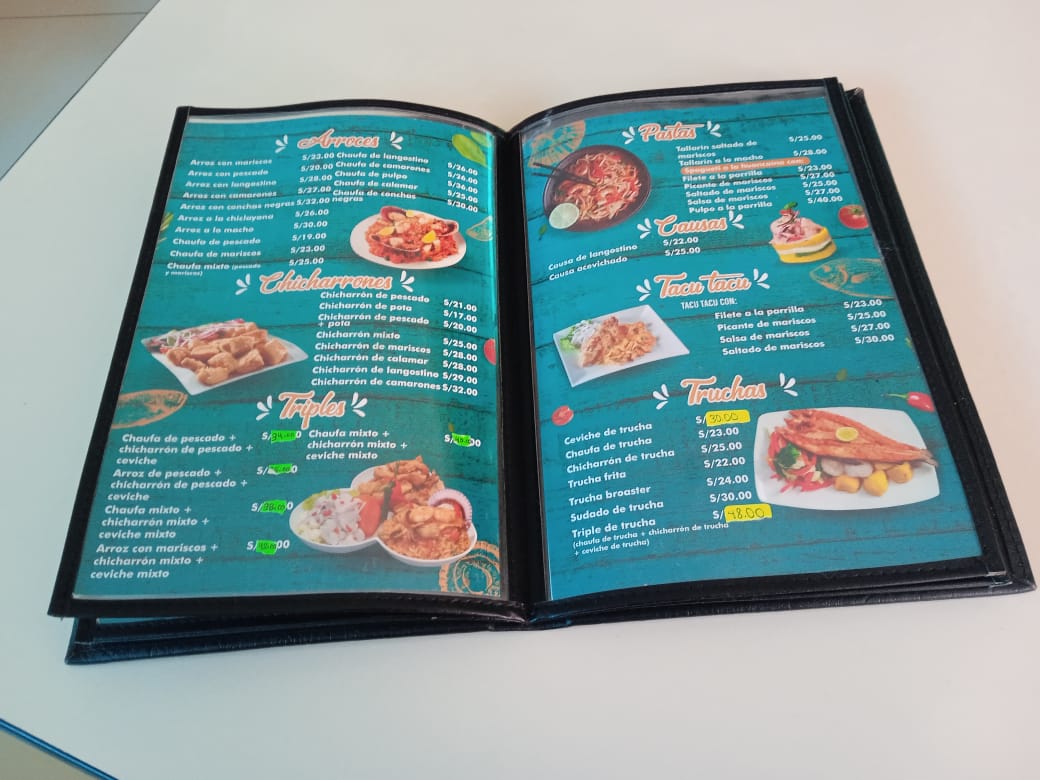 Arroces
Arroz con mariscos S/23.00
Arroz con pescado S/20.00
Arroz con langostino S/28.00
Arroz con camarones S/27.00
Arroz con conchas negras S/32.00
Arroz a la chiclayana S/26.00
Arroz a lo macho S/30.00
Chaufa de pescado S/19.00
Chaufa de mariscos S/23.00
Chaufa mixto (pescado S/25.00
y mariscos)
Chaufa de langostino S/26.00
Chaufa de camarones S/26.00
Chaufa de pulpo S/36.00
Chaufa de calamar S/25.00
Chaufa de conchas S/30.00
negras
Chicharrones
Chicharrón de pescado S/21.00
Chicharrón de pota S/17.00
Chicharrón de pescado S/20.00
+ pota
Chicharrón mixto S/25.00
Chicharrón de mariscos S/28.00
Chicharrón de calamar S/28.00
Chicharrón de langostino S/29.00
Chicharrón de camarones S/32.00
Triples
Chaufa de pescado + S/34.00
chicharrón de pescado +
ceviche
Arroz de pescado + S/
chicharrón de pescado +
ceviche
Chaufa mixto + S/38.00
chicharrón mixto +
ceviche mixto
Arroz con mariscos + S/
chicharrón mixto +
ceviche mixto
Chaufa mixto + S/
chicharrón mixto +
ceviche mixto
Pastas
Tallarín saltado de S/25.00
mariscos
Tallarín a lo macho S/28.00
Spaguetti a la huancaína con:
Filete a la parrilla S/23.00
Picante de mariscos S/27.00
Saltado de mariscos S/25.00
Salsa de mariscos S/27.00
Pulpo a la parrilla S/40.00
Causas
Causa de langostino S/22.00
Causa acevichado S/25.00
Tacu tacu
TACU TACU CON:
Filete a la parrilla S/23.00
Picante de mariscos S/25.00
Salsa de mariscos S/27.00
Saltado de mariscos S/30.00
Truchas
Ceviche de trucha S/30.00
Chaufa de trucha S/23.00
Chicharrón de trucha S/25.00
Trucha frita S/22.00
Trucha broaster S/24.00
Sudado de trucha S/30.00
Triple de trucha S/48.00
(chaufa de trucha + chicharrón de trucha
+ ceviche de trucha)